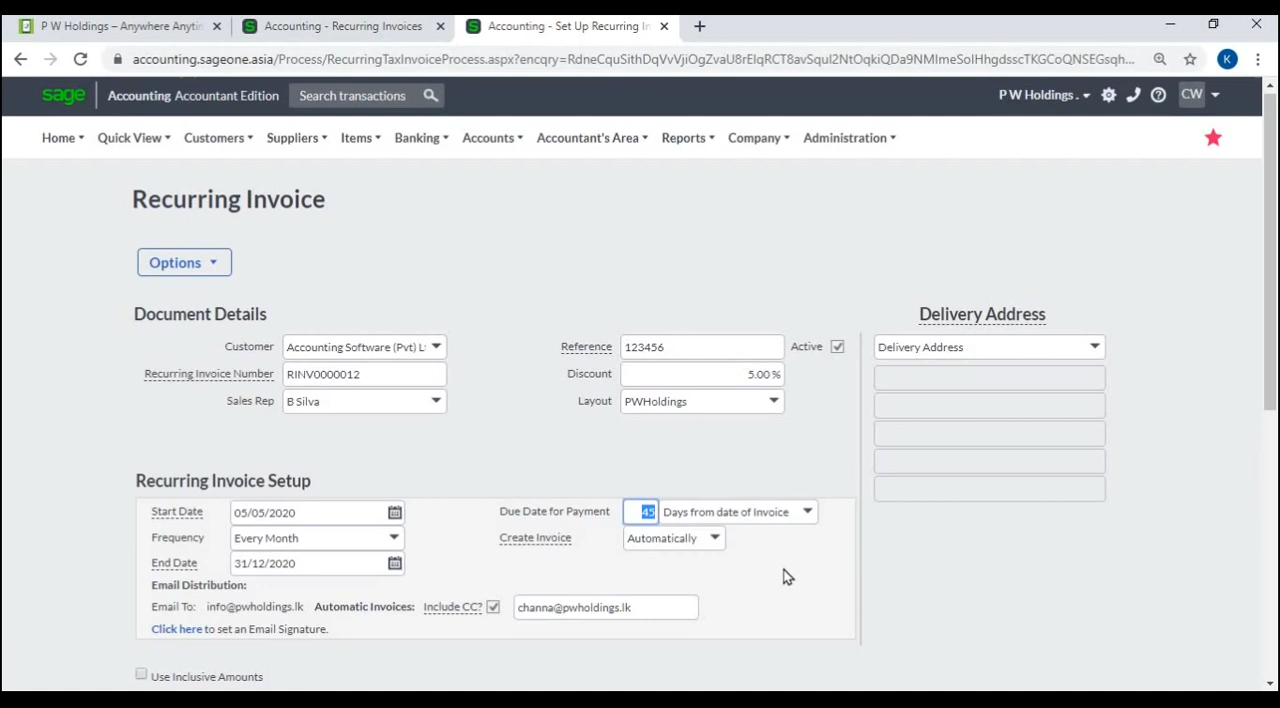 P W Holdings – Anywhere Anytin
Accounting - Recurring Invoices
Accounting - Set Up Recurring In
accounting.sageone.asia/Process/RecurringTaxInvoiceProcess.aspx?encqry=
K
sage
Accounting Accountant Edition
Search transactions
P W Holdings .
CW
Home
Quick View
Customers
Suppliers
Items
Banking
Accounts
Accountant's Area
Reports
Company
Administration
Recurring Invoice
Options
Document Details
Delivery Address
Customer
Accounting Software (Pvt) Lt
Reference
123456
Active
Delivery Address
Recurring Invoice Number
RINV0000012
Discount
5.00 %
Sales Rep
B Silva
Layout
PWHoldings
Recurring Invoice Setup
Start Date
05/05/2020
Due Date for Payment
45
Days from date of Invoice
Frequency
Every Month
Create Invoice
Automatically
End Date
31/12/2020
Email Distribution:
Email To: info@pwholdings.lk Automatic Invoices: Include CC?
channa@pwholdings.lk
Click here to set an Email Signature.
Use Inclusive Amounts